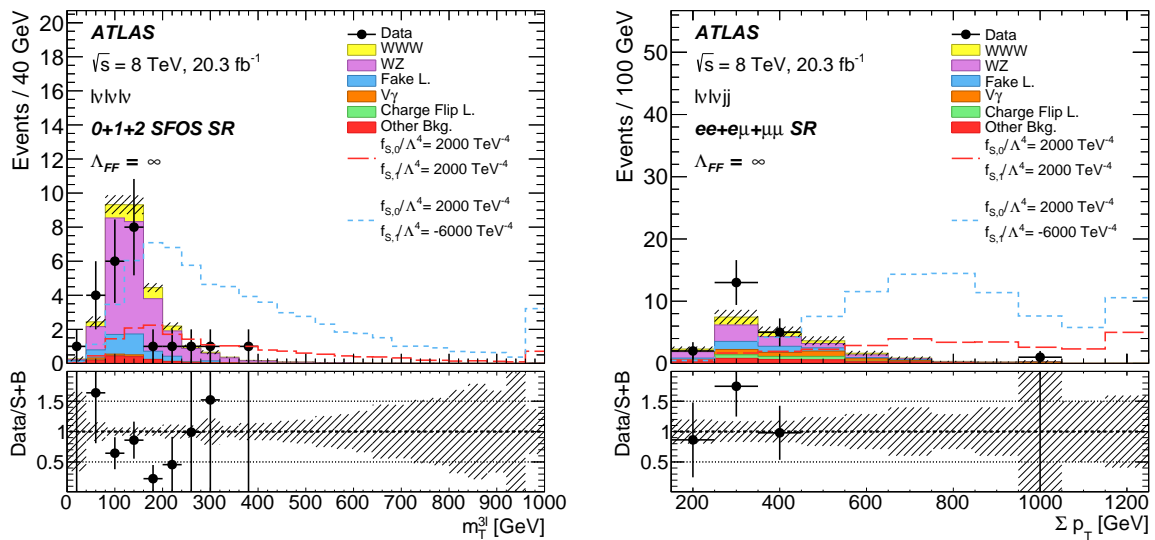 Events / 40 GeV
20
18
16
14
12
10
8
6
4
2
0
ATLAS
√s = 8 TeV, 20.3 fb⁻¹
lνlνlν
0+1+2 SFOS SR
Λ_FF = ∞
Data
WWW
WZ
Fake L.
Vγ
Charge Flip L.
Other Bkg.
f_S,0/Λ⁴= 2000 TeV⁻⁴
f_S,1/Λ⁴= 2000 TeV⁻⁴
f_S,0/Λ⁴= 2000 TeV⁻⁴
f_S,1/Λ⁴= -6000 TeV⁻⁴
Data/S+B
1.5
1
0.5
0 100 200 300 400 500 600 700 800 900 1000
m_T^3l [GeV]
Events / 100 GeV
50
40
30
20
10
0
ATLAS
√s = 8 TeV, 20.3 fb⁻¹
lνlνjj
ee+eμ+μμ SR
Λ_FF = ∞
Data
WWW
WZ
Fake L.
Vγ
Charge Flip L.
Other Bkg.
f_S,0/Λ⁴= 2000 TeV⁻⁴
f_S,1/Λ⁴= 2000 TeV⁻⁴
f_S,0/Λ⁴= 2000 TeV⁻⁴
f_S,1/Λ⁴= -6000 TeV⁻⁴
Data/S+B
1.5
1
0.5
200 400 600 800 1000 1200
Σ p_T [GeV]